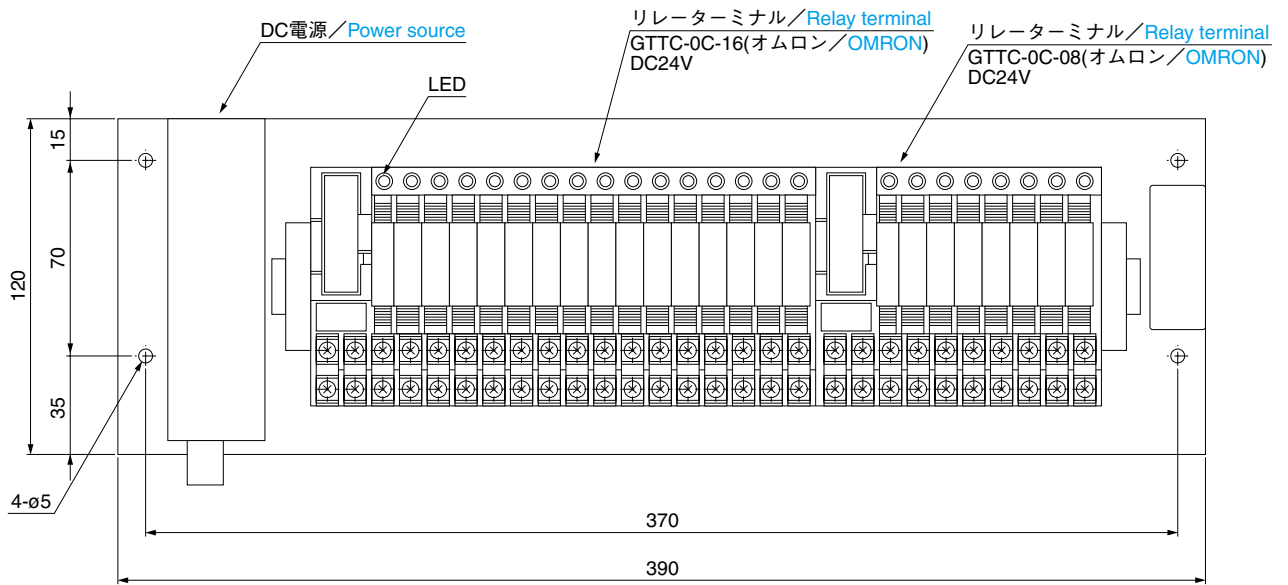 DC電源／Power source
リレーターミナル／Relay terminal
GTTC-0C-16(オムロン／OMRON)
DC24V
リレーターミナル／Relay terminal
GTTC-0C-08(オムロン／OMRON)
DC24V
LED
15
70
120
35
4-ø5
370
390